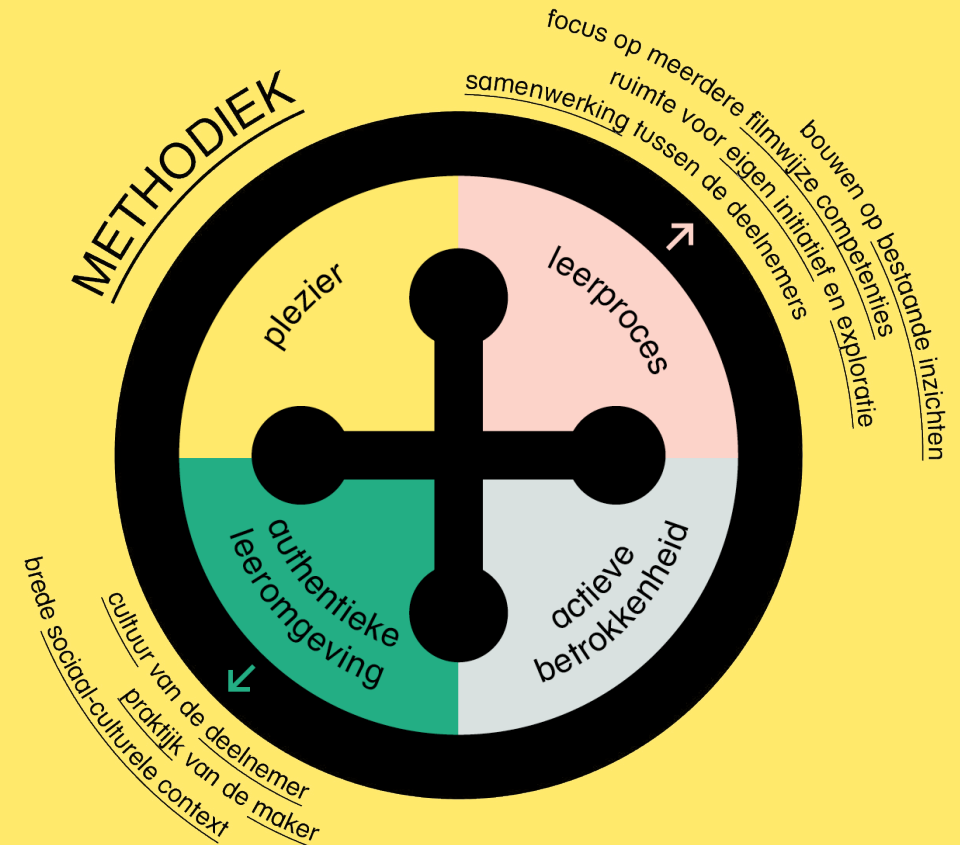 METHODIEK
focus op meerdere filmwijze competenties
ruimte voor eigen initiatief en exploratie
samenwerking tussen de deelnemers
bouwen op bestaande inzichten
plezier
leerproces
authentieke
leeromgeving
actieve
betrokkenheid
cultuur van de deelnemer
praktijk van de maker
brede sociaal-culturele context